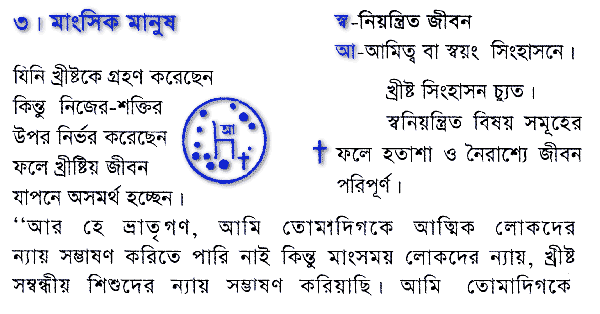 ৩। মাংসিক মানুষ
যিনি খ্রীষ্টকে গ্রহণ করেছেন
কিন্তু নিজের-শক্তির
উপর নির্ভর করেছেন
ফলে খ্রীষ্টিয় জীবন
যাপনে অসমর্থ হচ্ছেন।
আ
স্ব-নিয়ন্ত্রিত জীবন
আ-আমিত্ব বা স্বয়ং সিংহাসনে।
খ্রীষ্ট সিংহাসন চ্যুত।
স্বনিয়ন্ত্রিত বিষয় সমূহের
ফলে হতাশা ও নৈরাশ্যে জীবন
পরিপূর্ণ।
“আর হে ভ্রাতৃগণ, আমি তোমাদিগকে আত্মিক লোকদের
ন্যায় সম্ভাষণ করিতে পারি নাই কিন্তু মাংসময় লোকদের ন্যায়, খ্রীষ্ট
সম্বন্ধীয় শিশুদের ন্যায় সম্ভাষণ করিয়াছি। আমি তোমাদিগকে